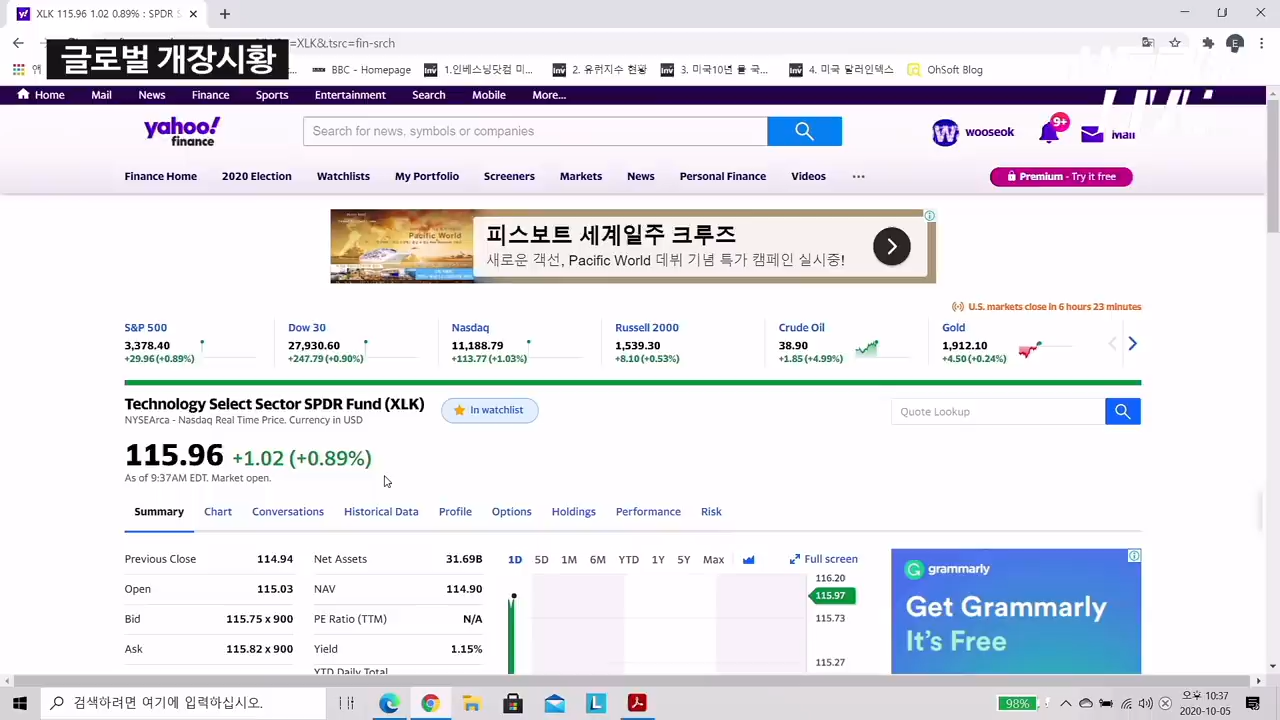 XLK 115.96 1.02 0.89% : SPDR S
글로벌 개장시황
=XLK&ltsrc=fin-srch
BBC - Homepage
1.인베스닝닷컴 미...
2. 유럽지수 현황
3. 미국10년 률 국...
4. 미국 달러인덱스
OhSoft Blog
Home Mail News Finance Sports Entertainment Search Mobile More...
yahoo!
finance
Search for news, symbols or companies
wooseok
9+
Mail
Finance Home 2020 Election Watchlists My Portfolio Screeners Markets News Personal Finance Videos ...
Premium - Try it free
Pacific World
피스보트 세계일주 크루즈
새로운 객선, Pacific World 데뷔 기념 특가 캠페인 실시중!
U.S. markets close in 6 hours 23 minutes
S&P 500 Dow 30 Nasdaq Russell 2000 Crude Oil Gold
3,378.40 27,930.60 11,188.79 1,539.30 38.90 1,912.10
+29.96 (+0.89%) +247.79 (+0.90%) +113.77 (+1.03%) +8.10 (+0.53%) +1.85 (+4.99%) +4.50 (+0.24%)
Technology Select Sector SPDR Fund (XLK)
In watchlist
NYSEArca - Nasdaq Real Time Price. Currency in USD
Quote Lookup
115.96 +1.02 (+0.89%)
As of 9:37AM EDT. Market open.
Summary Chart Conversations Historical Data Profile Options Holdings Performance Risk
Previous Close 114.94 Net Assets 31.69B
Open 115.03 NAV 114.90
Bid 115.75 x 900 PE Ratio (TTM) N/A
Ask 115.82 x 900 Yield 1.15%
YTD Daily Total
1D 5D 1M 6M YTD 1Y 5Y Max
Full screen
116.20
115.97
115.73
115.27
grammarly
Get Grammarly
It's Free
검색하려면 여기에 입력하십시오.
98%
오후 10:37
2020-10-05